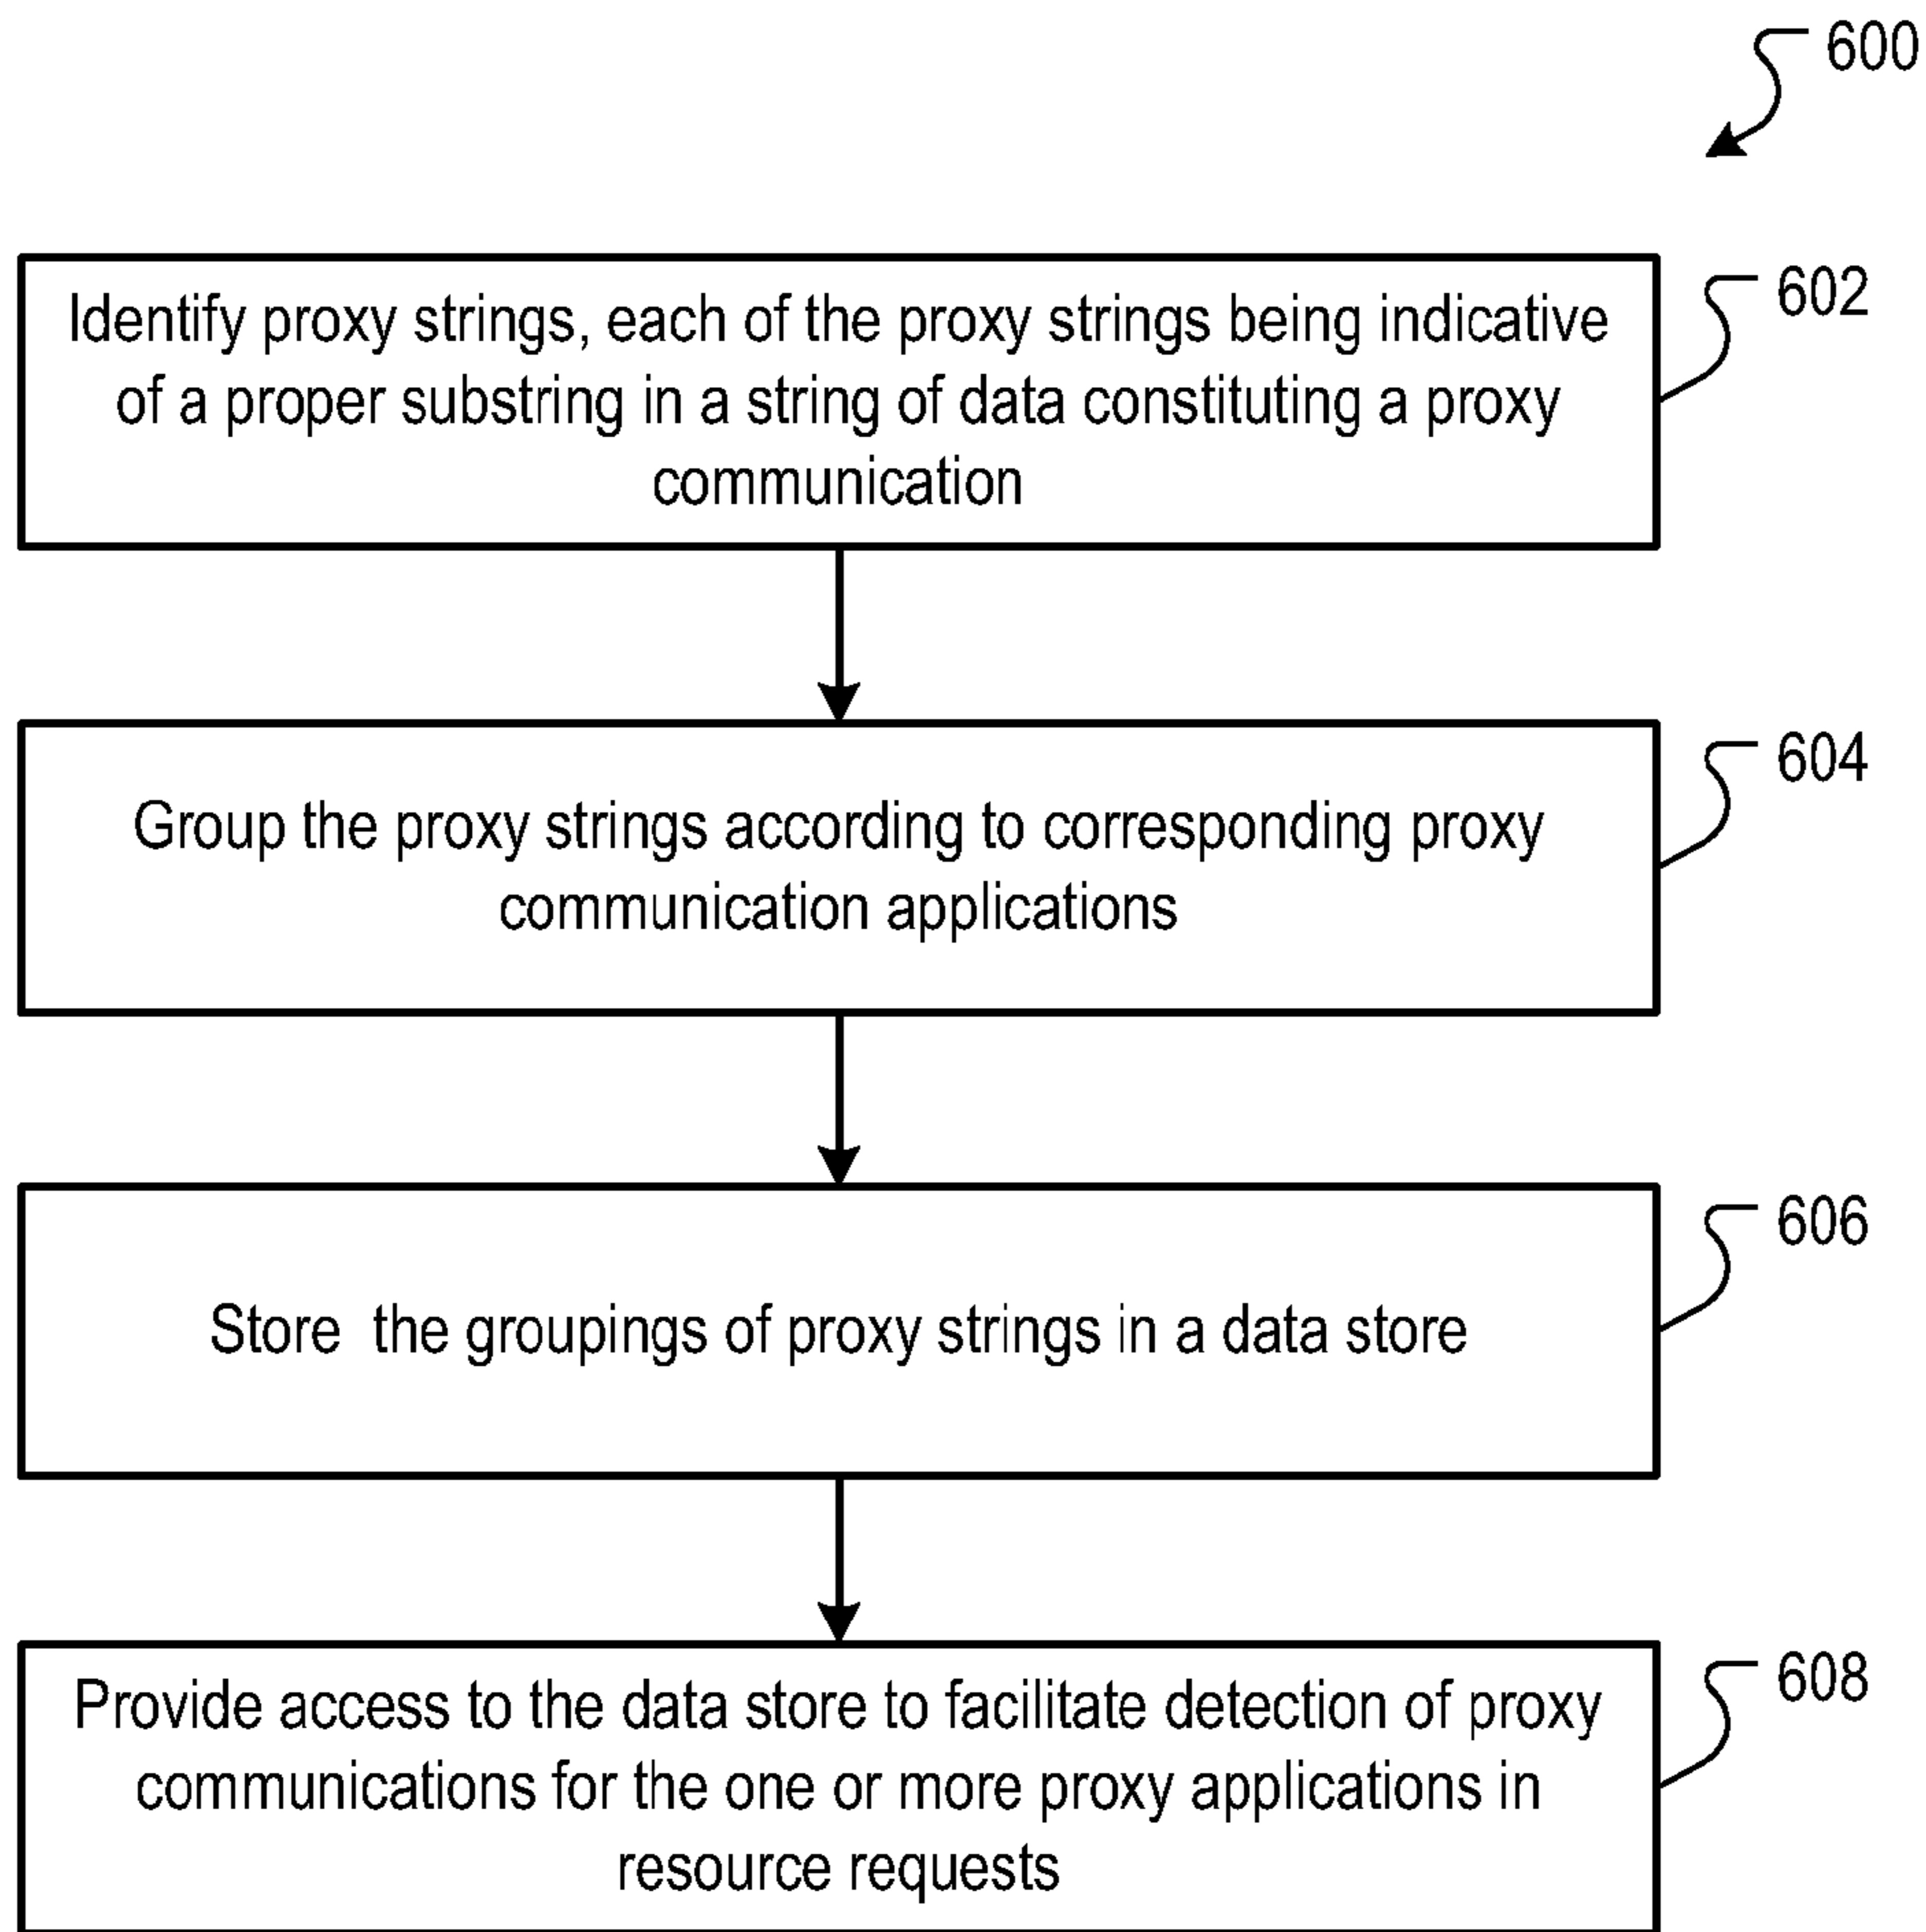 600
602
Identify proxy strings, each of the proxy strings being indicative
of a proper substring in a string of data constituting a proxy
communication
604
Group the proxy strings according to corresponding proxy
communication applications
606
Store the groupings of proxy strings in a data store
608
Provide access to the data store to facilitate detection of proxy
communications for the one or more proxy applications in
resource requests